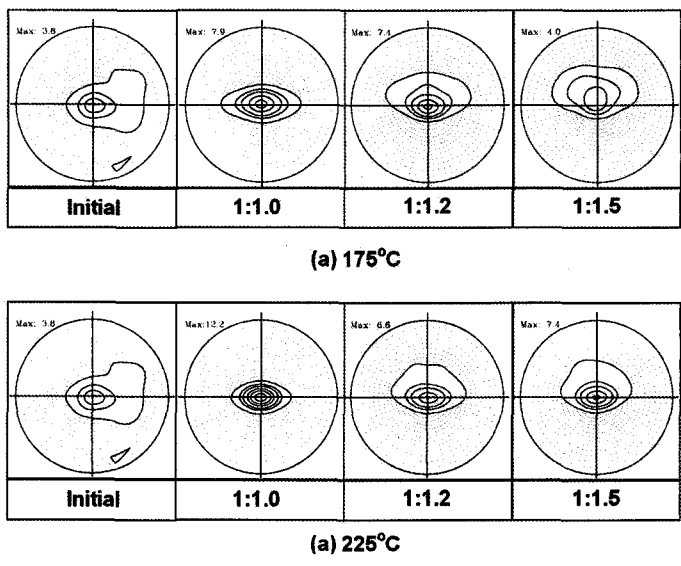 Max: 3.8
Max: 7.9
Max: 7.4
Max: 4.0
Initial
1:1.0
1:1.2
1:1.5
(a) 175°C
Max: 3.8
Max:12.2
Max: 6.6
Max: 7.4
Initial
1:1.0
1:1.2
1:1.5
(a) 225°C